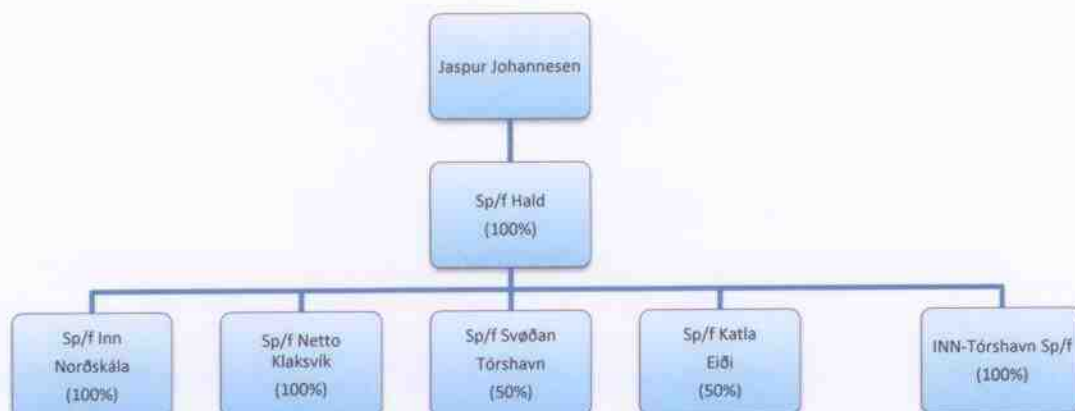 Jaspur Johannesen
Sp/f Hald
(100%)
Sp/f Inn
Norðskála
(100%)
Sp/f Netto
Klaksvík
(100%)
Sp/f Svøðan
Tórshavn
(50%)
Sp/f Katla
Eiði
(50%)
INN-Tórshavn Sp/f
(100%)